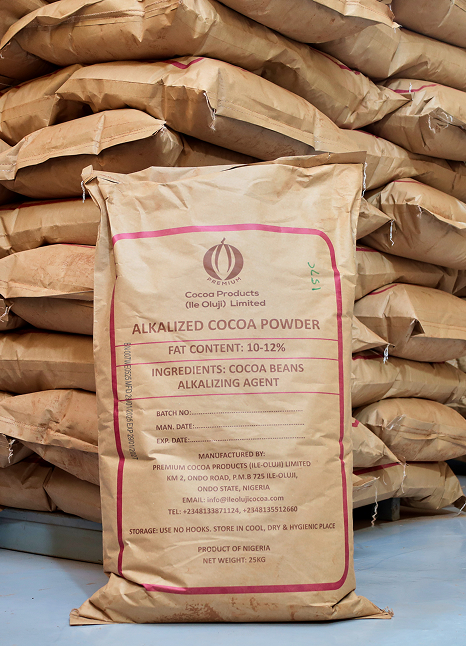 PREMIUM
Cocoa Products
(Ile Oluji) Limited
157C
ALKALIZED COCOA POWDER
FAT CONTENT: 10-12%
INGREDIENTS: COCOA BEANS
ALKALIZING AGENT
BATCH NO:
MAN. DATE:
EXP. DATE:
MANUFACTURED BY:
PREMIUM COCOA PRODUCTS (ILE-OLUJI) LIMITED
KM 2, ONDO ROAD, P.M.B 725 ILE-OLUJI,
ONDO STATE, NIGERIA
EMAIL: info@ileolujicocoa.com
TEL: +2348133871124, +2348135512660
STORAGE: USE NO HOOKS. STORE IN COOL, DRY & HYGIENIC PLACE
PRODUCT OF NIGERIA
NET WEIGHT: 25KG